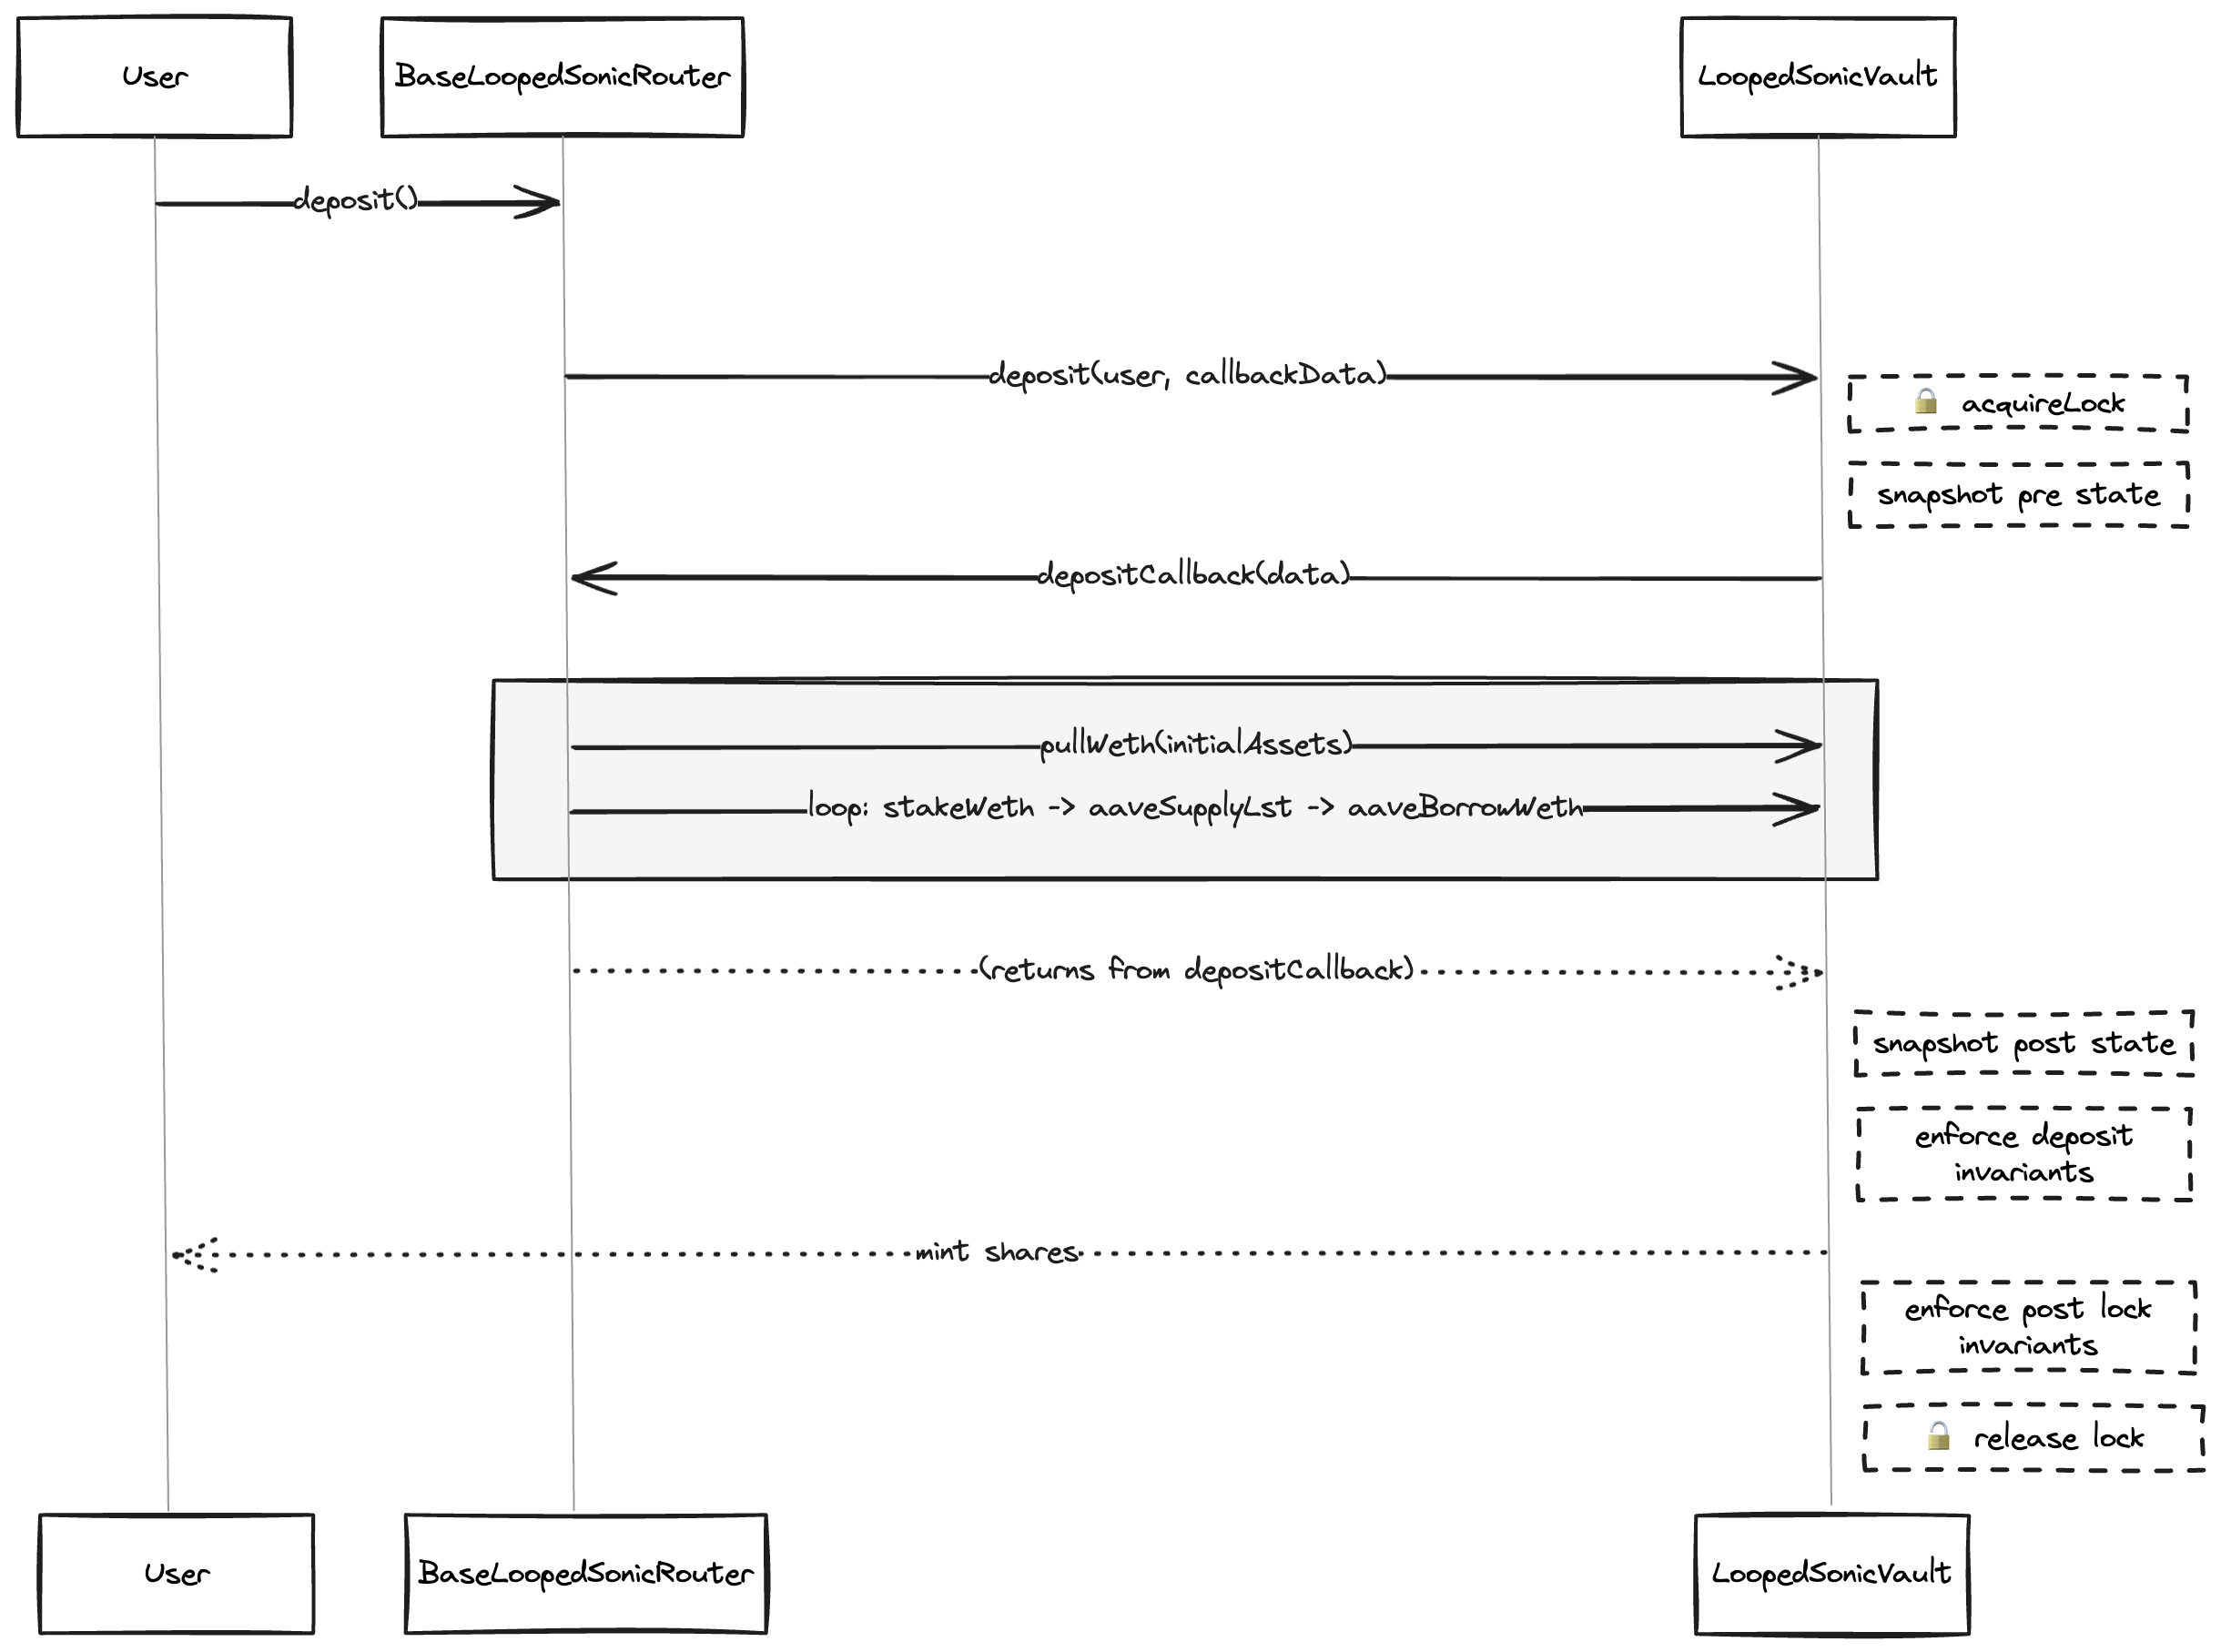 User
BaseLoopedSonicRouter
LoopedSonicVault
deposit()
deposit(user, callbackData)
🔒 acquireLock
snapshot pre state
depositCallback(data)
pullWeth(initialAssets)
loop: stakeWeth -> aaveSupplyLst -> aaveBorrowWeth
(returns from depositCallback)
snapshot post state
enforce deposit
invariants
mint shares
enforce post lock
invariants
🔓 release lock
User
BaseLoopedSonicRouter
LoopedSonicVault